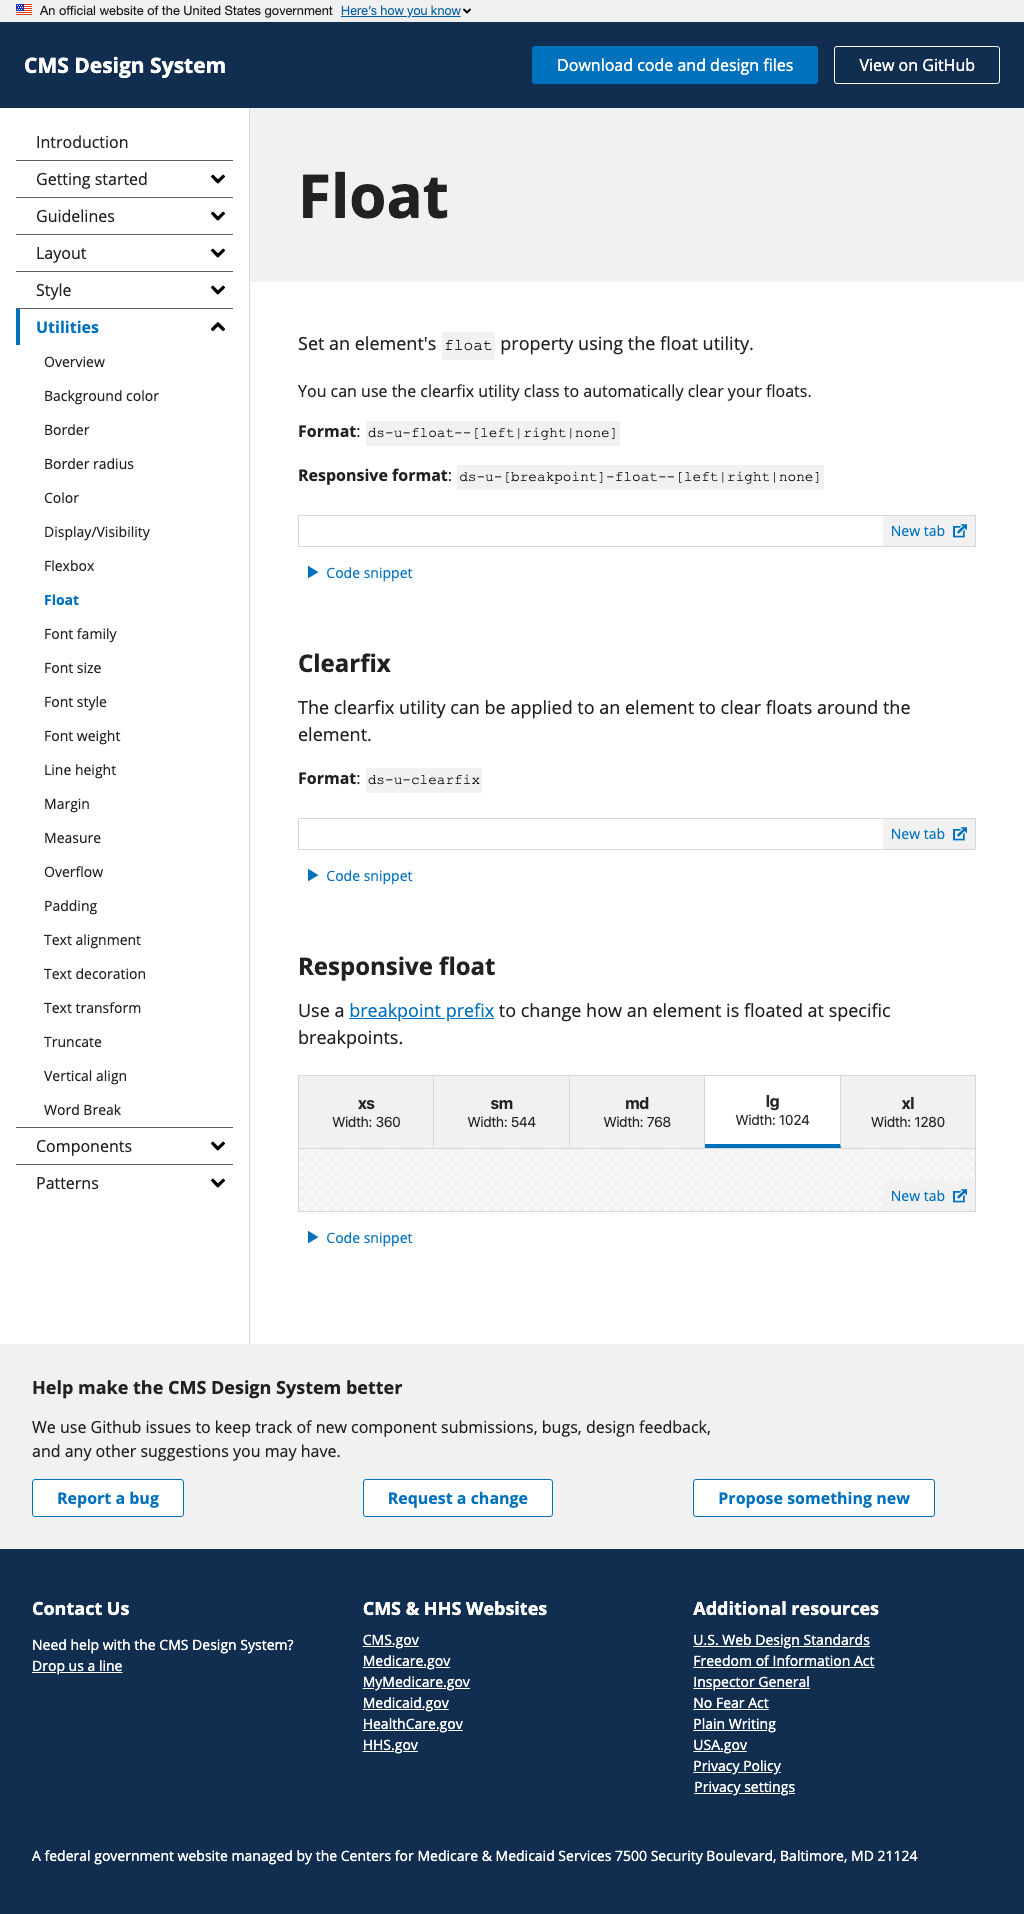 An official website of the United States government Here's how you know
CMS Design System
Download code and design files
View on GitHub
Introduction
Getting started
Guidelines
Layout
Style
Utilities
Overview
Background color
Border
Border radius
Color
Display/Visibility
Flexbox
Float
Font family
Font size
Font style
Font weight
Line height
Margin
Measure
Overflow
Padding
Text alignment
Text decoration
Text transform
Truncate
Vertical align
Word Break
Components
Patterns
Float
Set an element's float property using the float utility.
You can use the clearfix utility class to automatically clear your floats.
Format: ds-u-float--[left|right|none]
Responsive format: ds-u-[breakpoint]-float--[left|right|none]
New tab
Code snippet
Clearfix
The clearfix utility can be applied to an element to clear floats around the
element.
Format: ds-u-clearfix
New tab
Code snippet
Responsive float
Use a breakpoint prefix to change how an element is floated at specific
breakpoints.
xs
Width: 360
sm
Width: 544
md
Width: 768
lg
Width: 1024
xl
Width: 1280
New tab
Code snippet
Help make the CMS Design System better
We use Github issues to keep track of new component submissions, bugs, design feedback,
and any other suggestions you may have.
Report a bug
Request a change
Propose something new
Contact Us
Need help with the CMS Design System?
Drop us a line
CMS & HHS Websites
CMS.gov
Medicare.gov
MyMedicare.gov
Medicaid.gov
HealthCare.gov
HHS.gov
Additional resources
U.S. Web Design Standards
Freedom of Information Act
Inspector General
No Fear Act
Plain Writing
USA.gov
Privacy Policy
Privacy settings
A federal government website managed by the Centers for Medicare & Medicaid Services 7500 Security Boulevard, Baltimore, MD 21124